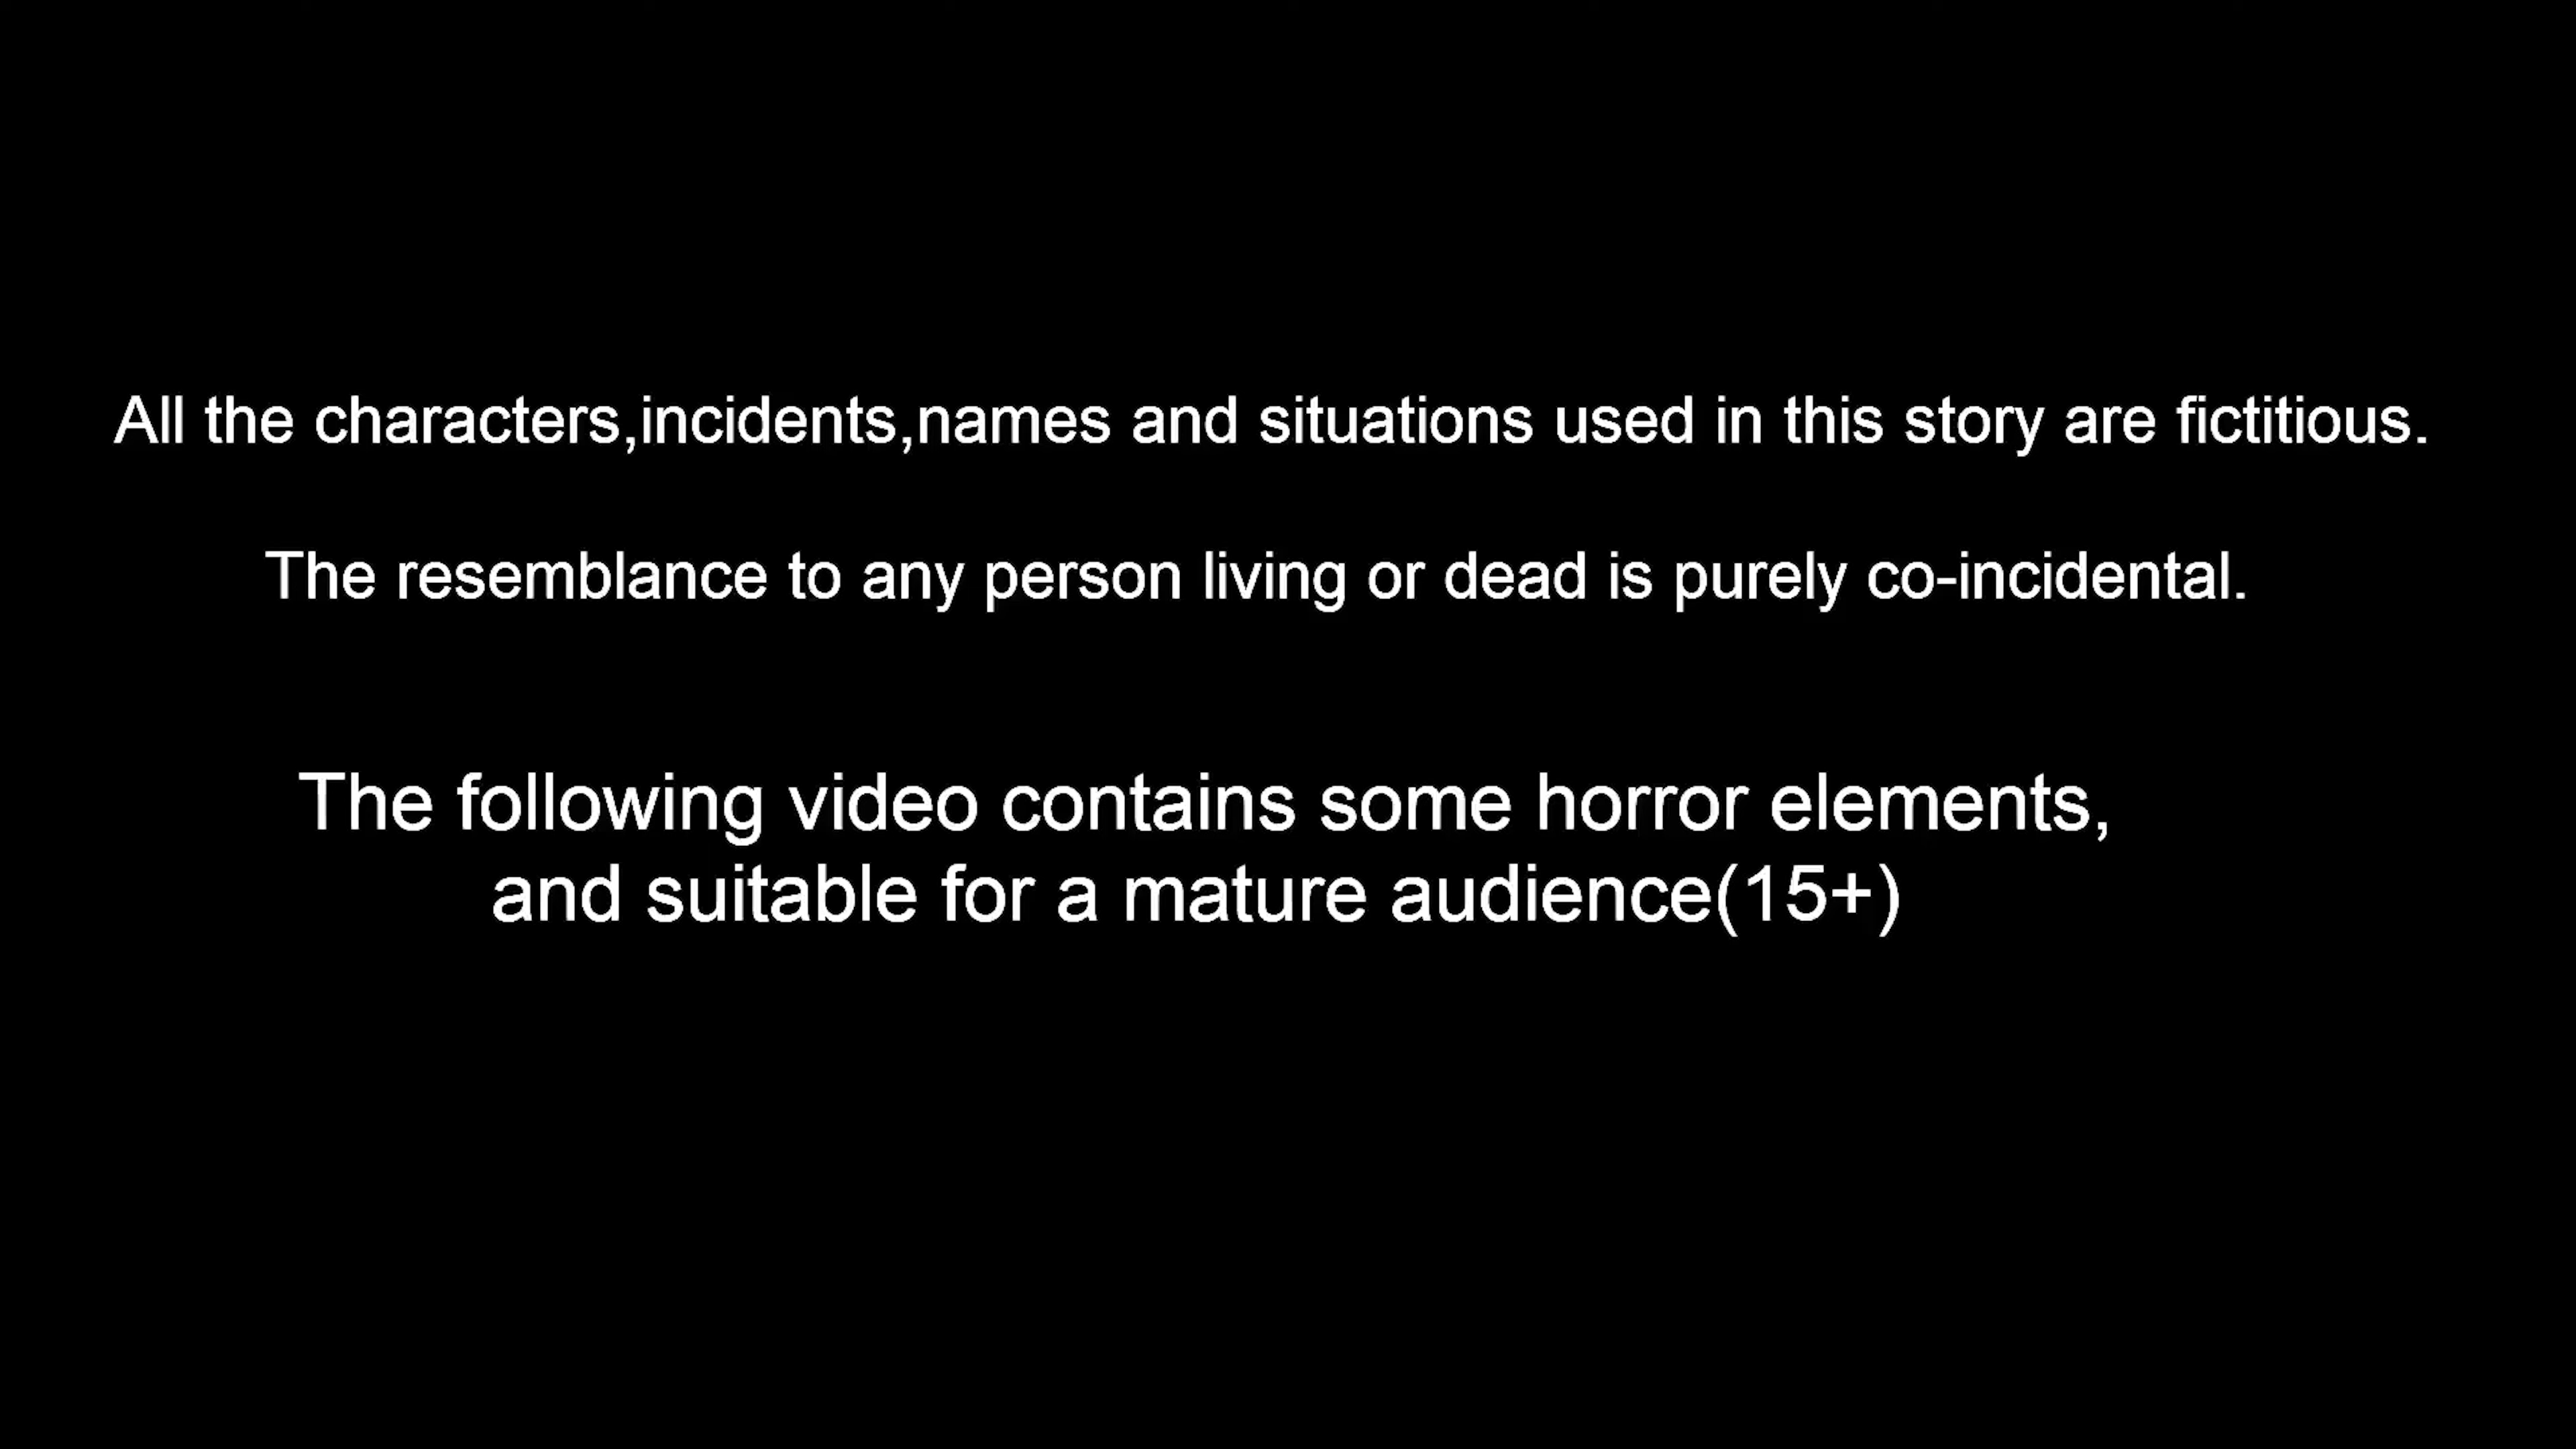 All the characters,incidents,names and situations used in this story are fictitious.
The resemblance to any person living or dead is purely co-incidental.
The following video contains some horror elements,
and suitable for a mature audience(15+)